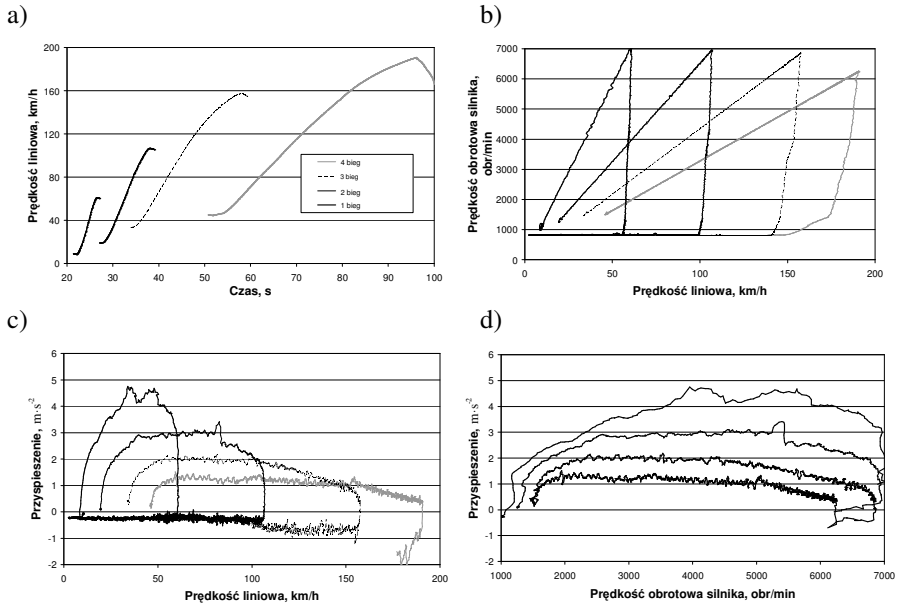 a)
b)
200
160
120
80
40
0
20 30 40 50 60 70 80 90 100
Prędkość liniowa, km/h
Czas, s
4 bieg
3 bieg
2 bieg
1 bieg
7000
6000
5000
4000
3000
2000
1000
0
0 50 100 150 200
Prędkość obrotowa silnika,
obr/min
Prędkość liniowa, km/h
c)
d)
6
5
4
3
2
1
0
-1
-2
0 50 100 150 200
Przyspieszenie, m·s⁻²
Prędkość liniowa, km/h
6
5
4
3
2
1
0
-1
-2
1000 2000 3000 4000 5000 6000 7000
Przyspieszenie, m·s⁻²
Prędkość obrotowa silnika, obr/min